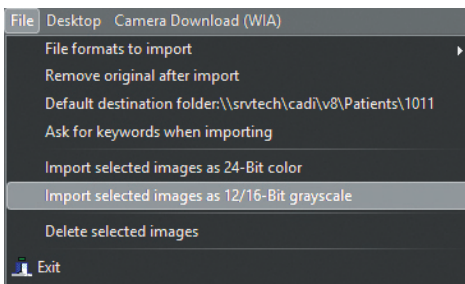 File Desktop Camera Download (WIA)
File formats to import
Remove original after import
Default destination folder:\\srvtech\cadi\v8\Patients\1011
Ask for keywords when importing
Import selected images as 24-Bit color
Import selected images as 12/16-Bit grayscale
Delete selected images
Exit